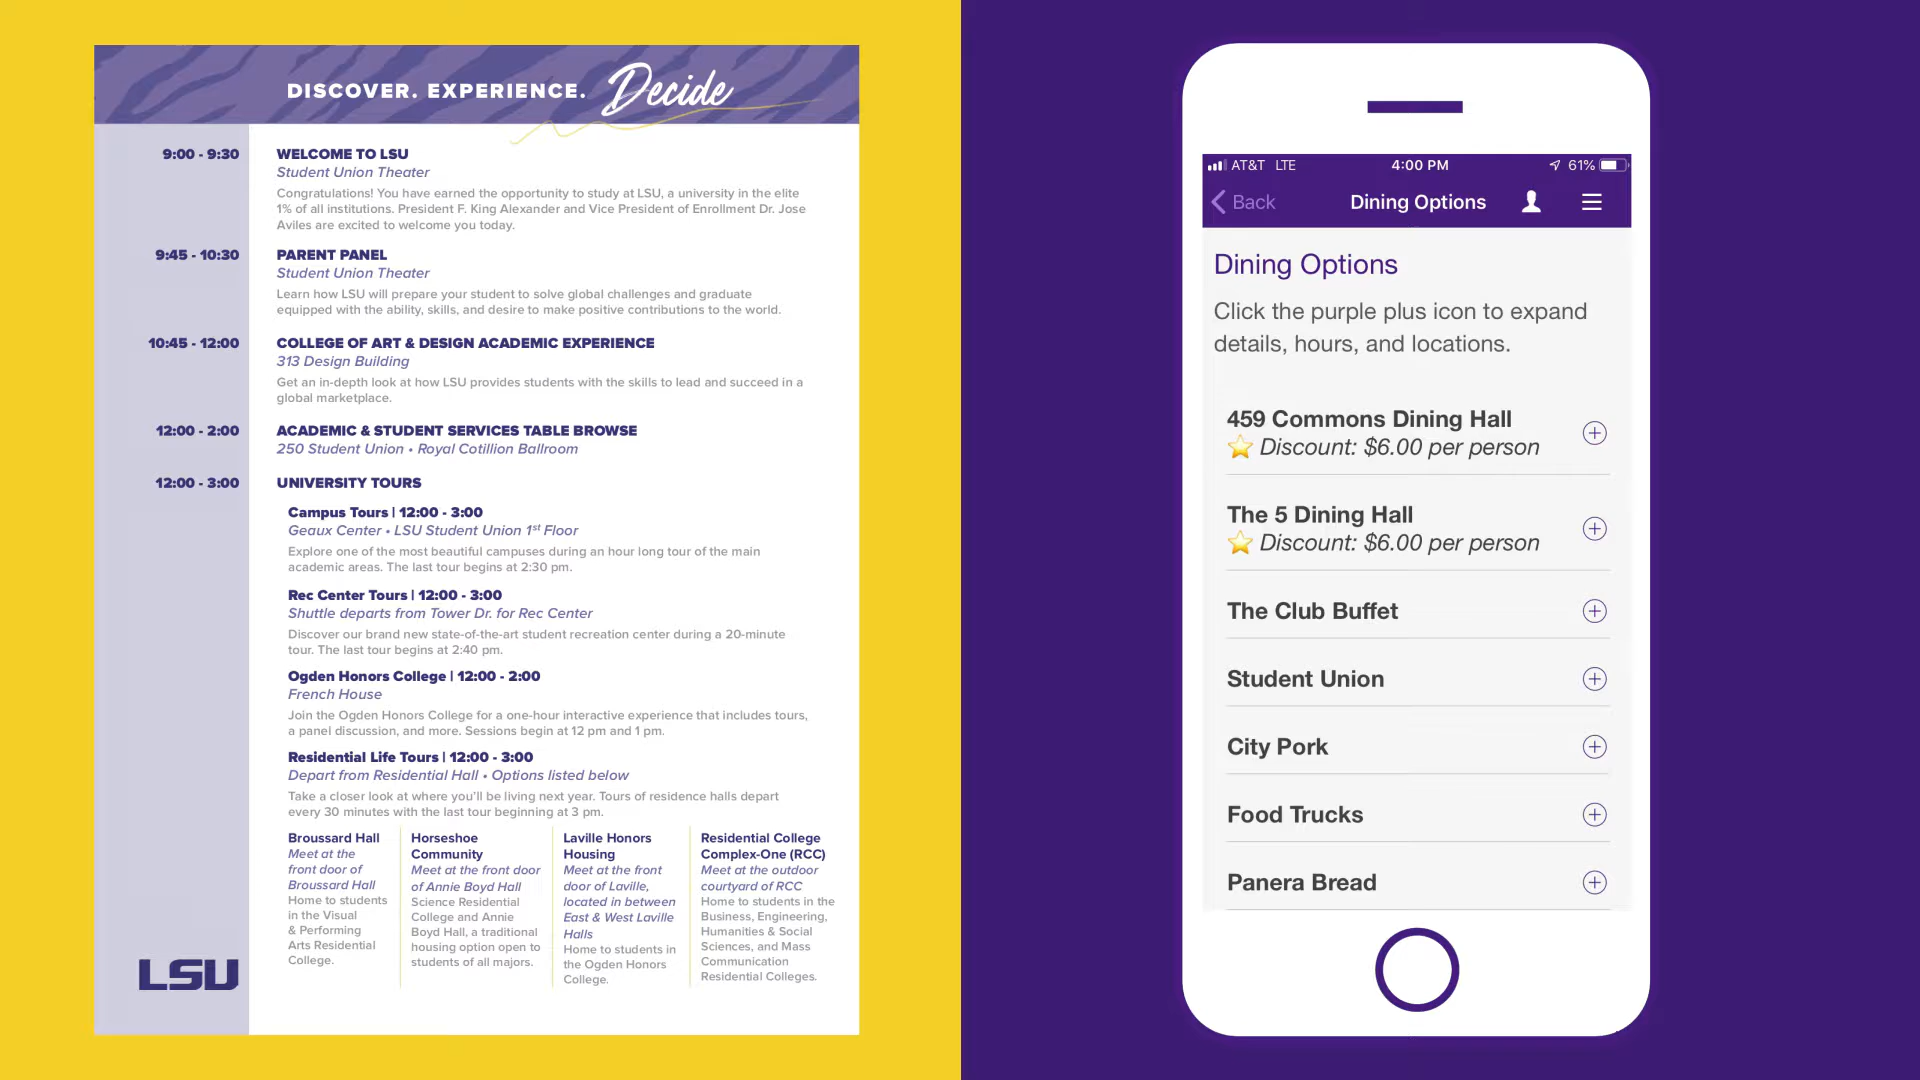 DISCOVER. EXPERIENCE. Decide
9:00 - 9:30
WELCOME TO LSU
Student Union Theater
Congratulations! You have earned the opportunity to study at LSU, a university in the elite
1% of all institutions. President F. King Alexander and Vice President of Enrollment Dr. Jose
Aviles are excited to welcome you today.
9:45 - 10:30
PARENT PANEL
Student Union Theater
Learn how LSU will prepare your student to solve global challenges and graduate
equipped with the ability, skills, and desire to make positive contributions to the world.
10:45 - 12:00
COLLEGE OF ART & DESIGN ACADEMIC EXPERIENCE
313 Design Building
Get an in-depth look at how LSU provides students with the skills to lead and succeed in a
global marketplace.
12:00 - 2:00
ACADEMIC & STUDENT SERVICES TABLE BROWSE
250 Student Union • Royal Cotillion Ballroom
12:00 - 3:00
UNIVERSITY TOURS
Campus Tours | 12:00 - 3:00
Geaux Center • LSU Student Union 1st Floor
Explore one of the most beautiful campuses during an hour long tour of the main
academic areas. The last tour begins at 2:30 pm.
Rec Center Tours | 12:00 - 3:00
Shuttle departs from Tower Dr. for Rec Center
Discover our brand new state-of-the-art student recreation center during a 20-minute
tour. The last tour begins at 2:40 pm.
Ogden Honors College | 12:00 - 2:00
French House
Join the Ogden Honors College for a one-hour interactive experience that includes tours,
a panel discussion, and more. Sessions begin at 12 pm and 1 pm.
Residential Life Tours | 12:00 - 3:00
Depart from Residential Hall • Options listed below
Take a closer look at where you'll be living next year. Tours of residence halls depart
every 30 minutes with the last tour beginning at 3 pm.
Broussard Hall
Meet at the
front door of
Broussard Hall
Home to students
in the Visual
& Performing
Arts Residential
College.
Horseshoe
Community
Meet at the front door
of Annie Boyd Hall
Science Residential
College and Annie
Boyd Hall, a traditional
housing option open to
students of all majors.
Laville Honors
Housing
Meet at the front
door of Laville,
located in between
East & West Laville
Halls
Home to students in
the Ogden Honors
College.
Residential College
Complex-One (RCC)
Meet at the outdoor
courtyard of RCC
Home to students in the
Business, Engineering,
Humanities & Social
Sciences, and Mass
Communication
Residential Colleges.
LSU
AT&T LTE 4:00 PM 61%
Back Dining Options
Dining Options
Click the purple plus icon to expand
details, hours, and locations.
459 Commons Dining Hall
Discount: $6.00 per person
The 5 Dining Hall
Discount: $6.00 per person
The Club Buffet
Student Union
City Pork
Food Trucks
Panera Bread